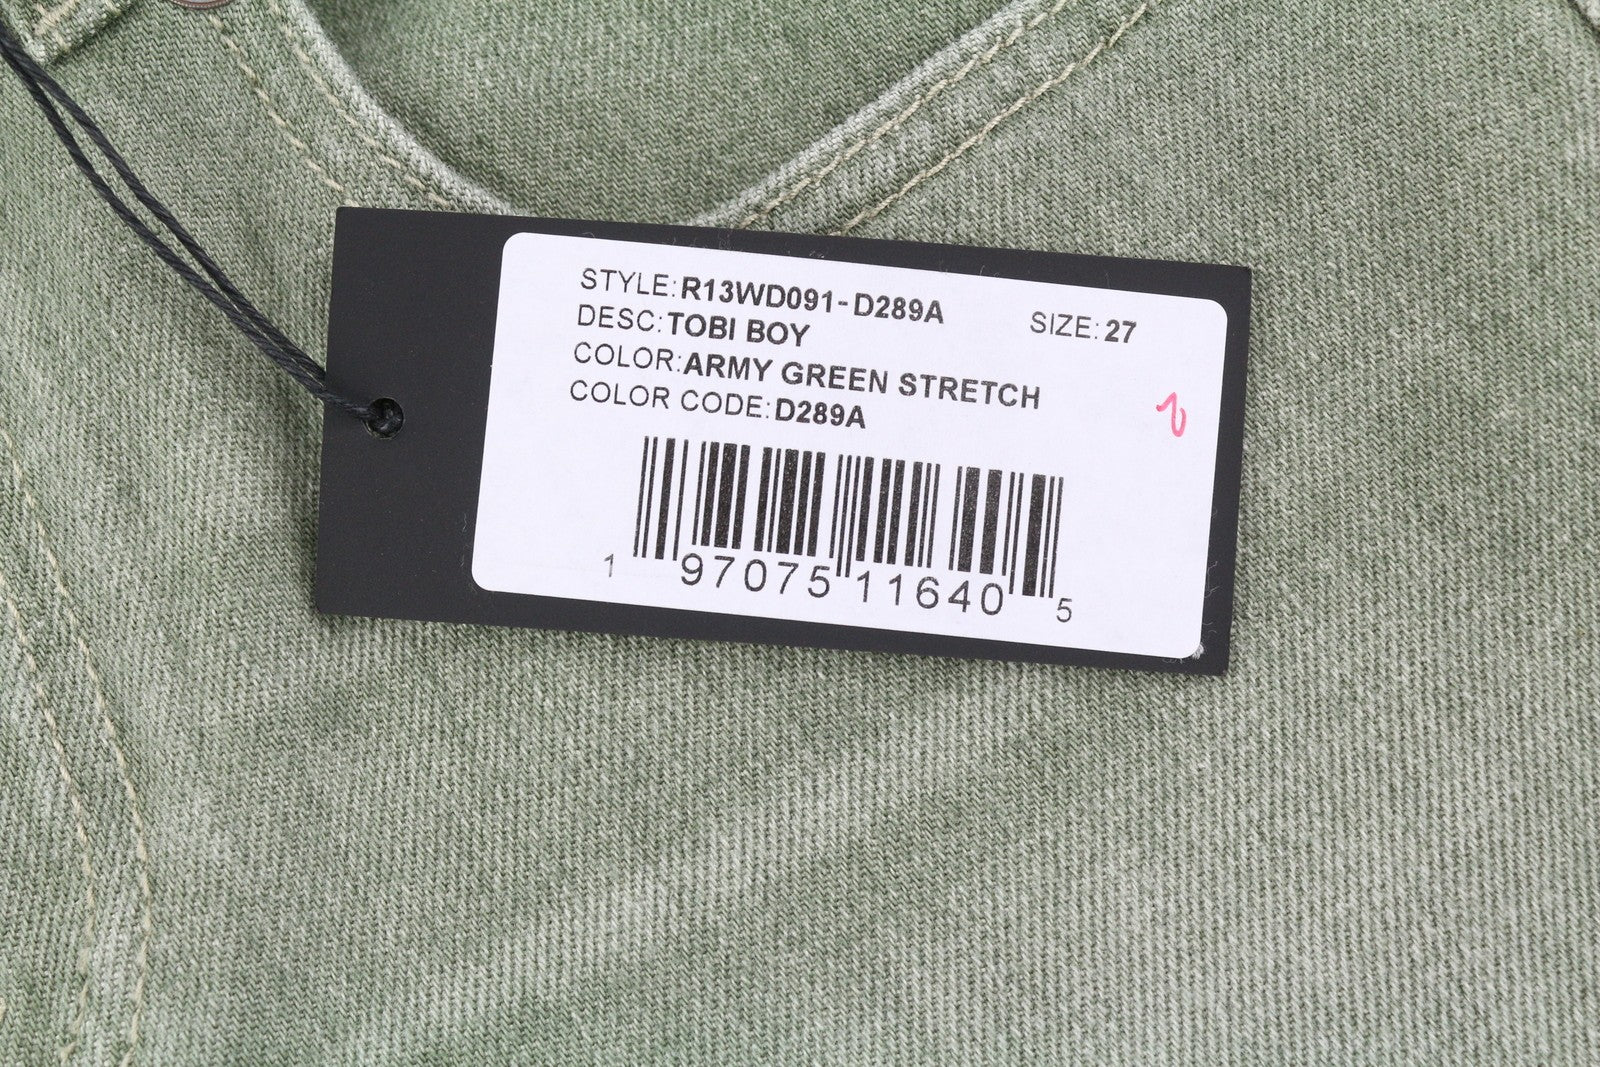 STYLE: R13WD091-D289A SIZE: 27
DESC: TOBI BOY
COLOR: ARMY GREEN STRETCH
COLOR CODE: D289A
1 97075 11640 5